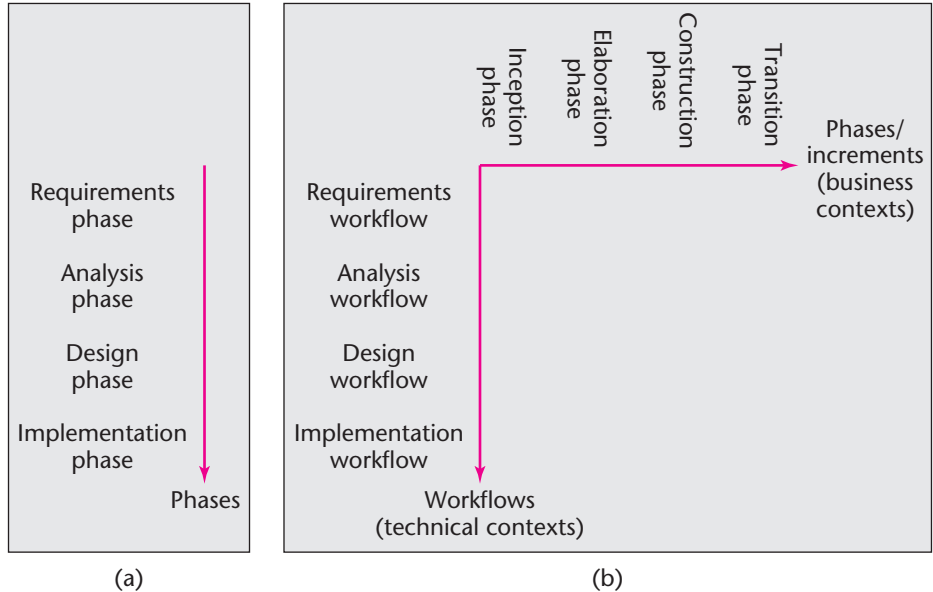 Requirements
phase
Analysis
phase
Design
phase
Implementation
phase
Phases
(a)
Inception
phase
Elaboration
phase
Construction
phase
Transition
phase
Phases/
increments
(business
contexts)
Requirements
workflow
Analysis
workflow
Design
workflow
Implementation
workflow
Workflows
(technical contexts)
(b)